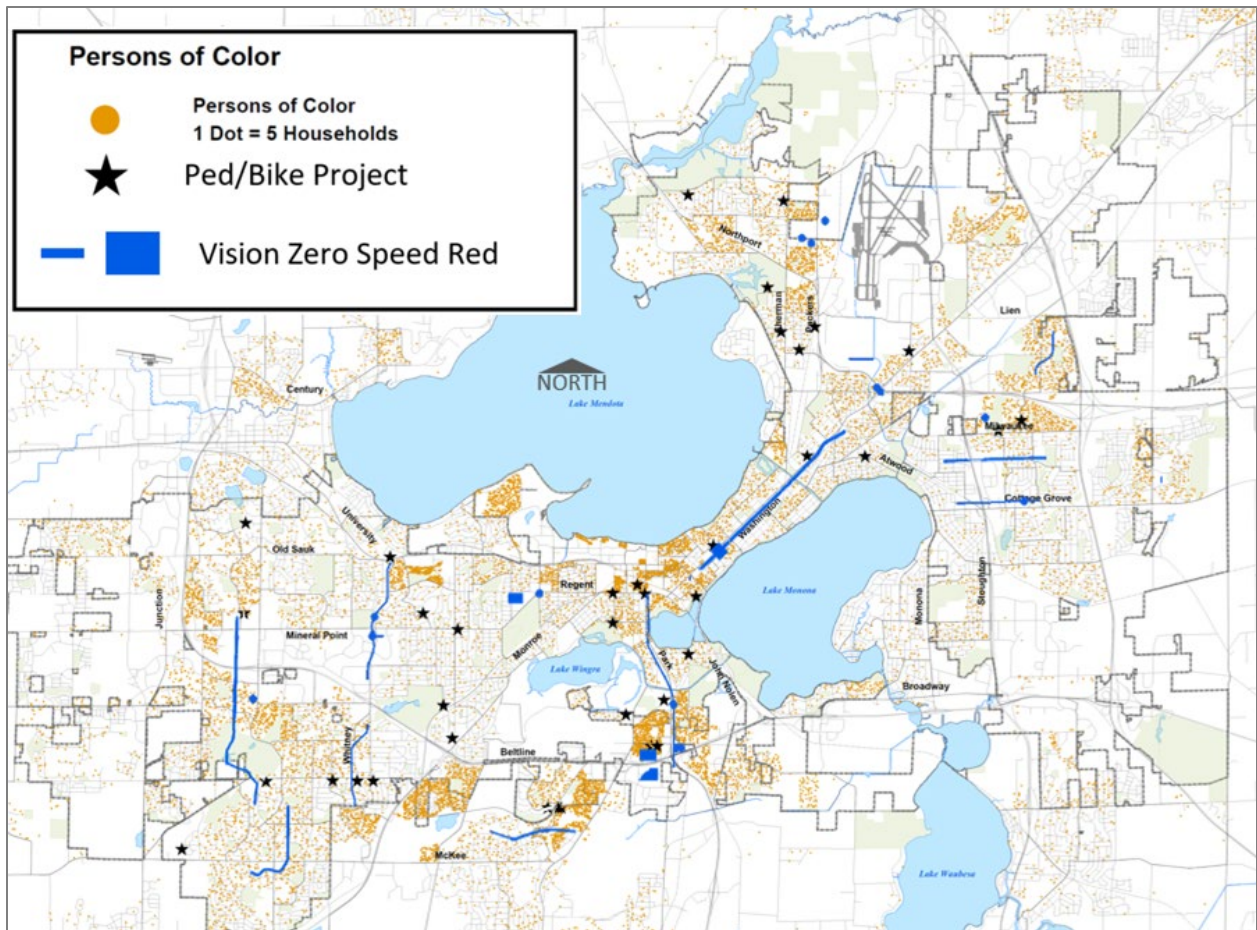 Persons of Color
Persons of Color
1 Dot = 5 Households
Ped/Bike Project
Vision Zero Speed Red
Northport
Sherman
Packers
Lien
Century
NORTH
Lake Mendota
Milwaukee
Atwood
Cottage Grove
Washington
University
Old Sauk
Regent
Lake Monona
Junction
Mineral Point
Monroe
Monona
Stoughton
Lake Wingra
Park
John Nolen
Broadway
Whitney
Beltline
McKee
Lake Waubesa